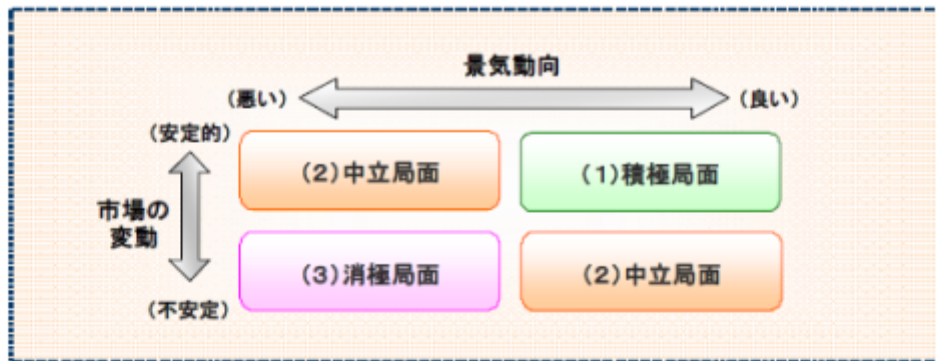 景気動向
(悪い)
(良い)
(安定的)
(2)中立局面
(1)積極局面
市場の
変動
(3)消極局面
(2)中立局面
(不安定)